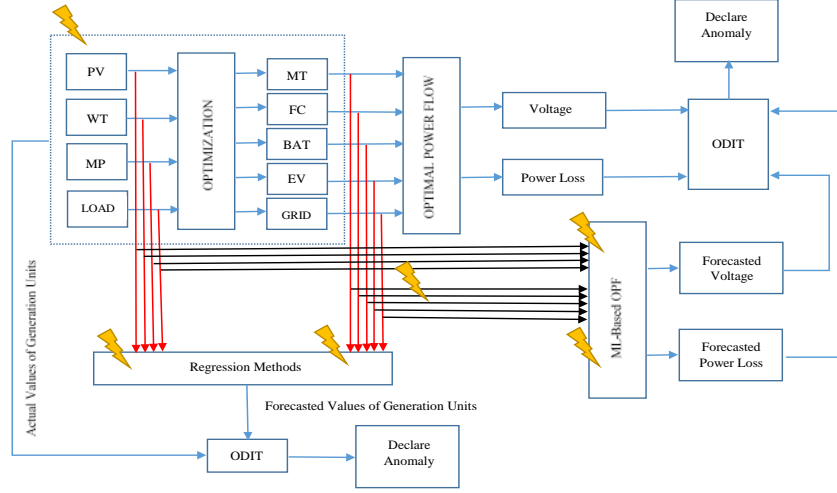 Declare
Anomaly
PV
WT
MP
LOAD
OPTIMIZATION
MT
FC
BAT
EV
GRID
OPTIMAL POWER FLOW
Voltage
Power Loss
ODIT
ML-Based OPF
Forecasted
Voltage
Forecasted
Power Loss
Actual Values of Generation Units
Regression Methods
Forecasted Values of Generation Units
ODIT
Declare
Anomaly